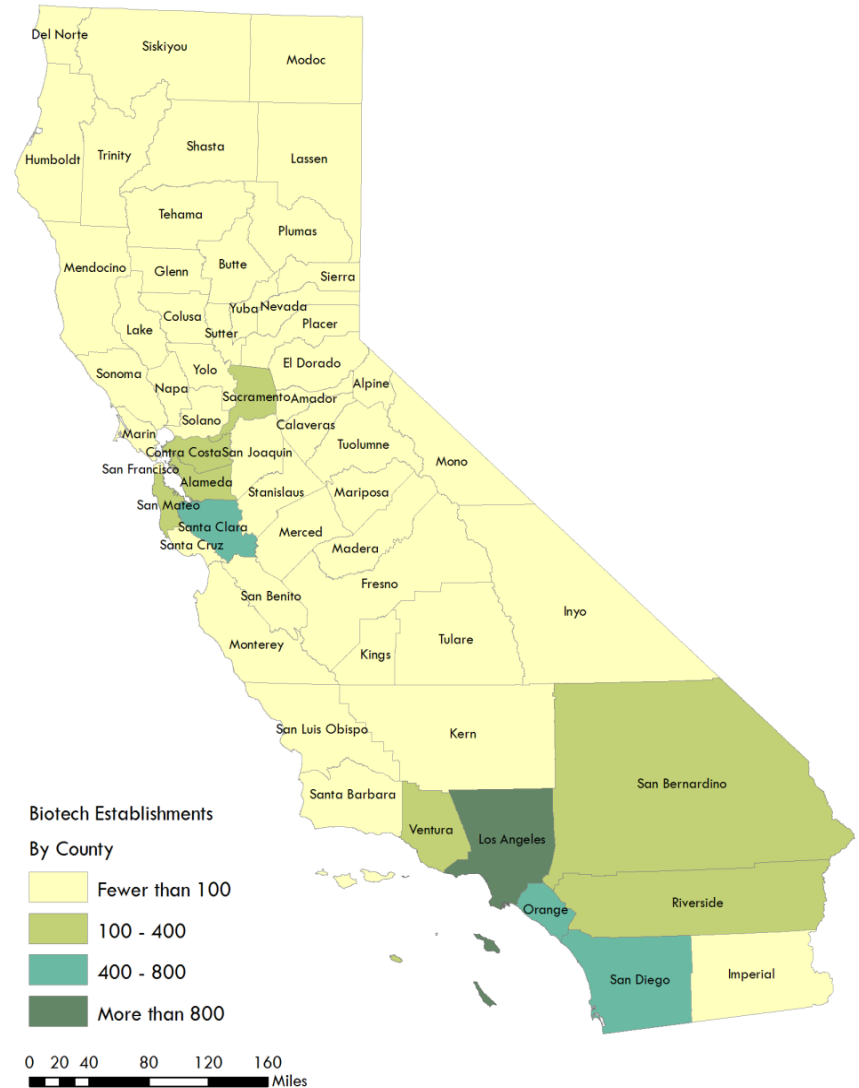 Del Norte
Siskiyou
Modoc
Humboldt
Trinity
Shasta
Lassen
Tehama
Plumas
Mendocino
Glenn
Butte
Sierra
Colusa
Yuba
Nevada
Lake
Sutter
Placer
Sonoma
Napa
Yolo
El Dorado
Alpine
Sacramento
Amador
Solano
Calaveras
Marin
Tuolumne
Contra Costa
San Joaquin
Mono
San Francisco
Alameda
Stanislaus
Mariposa
San Mateo
Santa Clara
Merced
Santa Cruz
Madera
Fresno
San Benito
Inyo
Monterey
Kings
Tulare
San Luis Obispo
Kern
Santa Barbara
San Bernardino
Ventura
Los Angeles
Orange
Riverside
San Diego
Imperial
Biotech Establishments
By County
Fewer than 100
100 - 400
400 - 800
More than 800
0 20 40 80 120 160
Miles